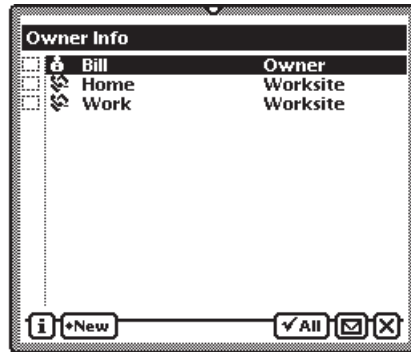 Owner Info
Bill Owner
Home Worksite
Work Worksite
i New All